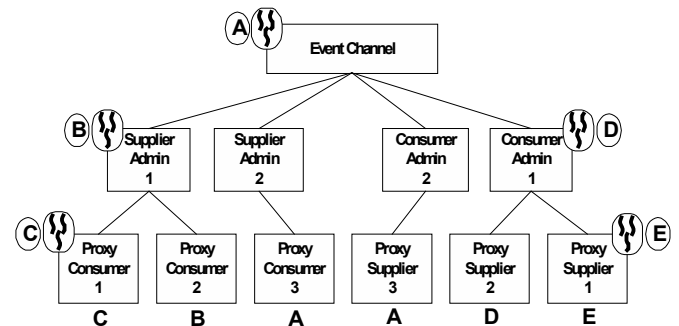 A
Event Channel
B
Supplier
Admin
1
Supplier
Admin
2
Consumer
Admin
2
Consumer
Admin
1
D
C
Proxy
Consumer
1
Proxy
Consumer
2
Proxy
Consumer
3
Proxy
Supplier
3
Proxy
Supplier
2
Proxy
Supplier
1
E
C
B
A
A
D
E